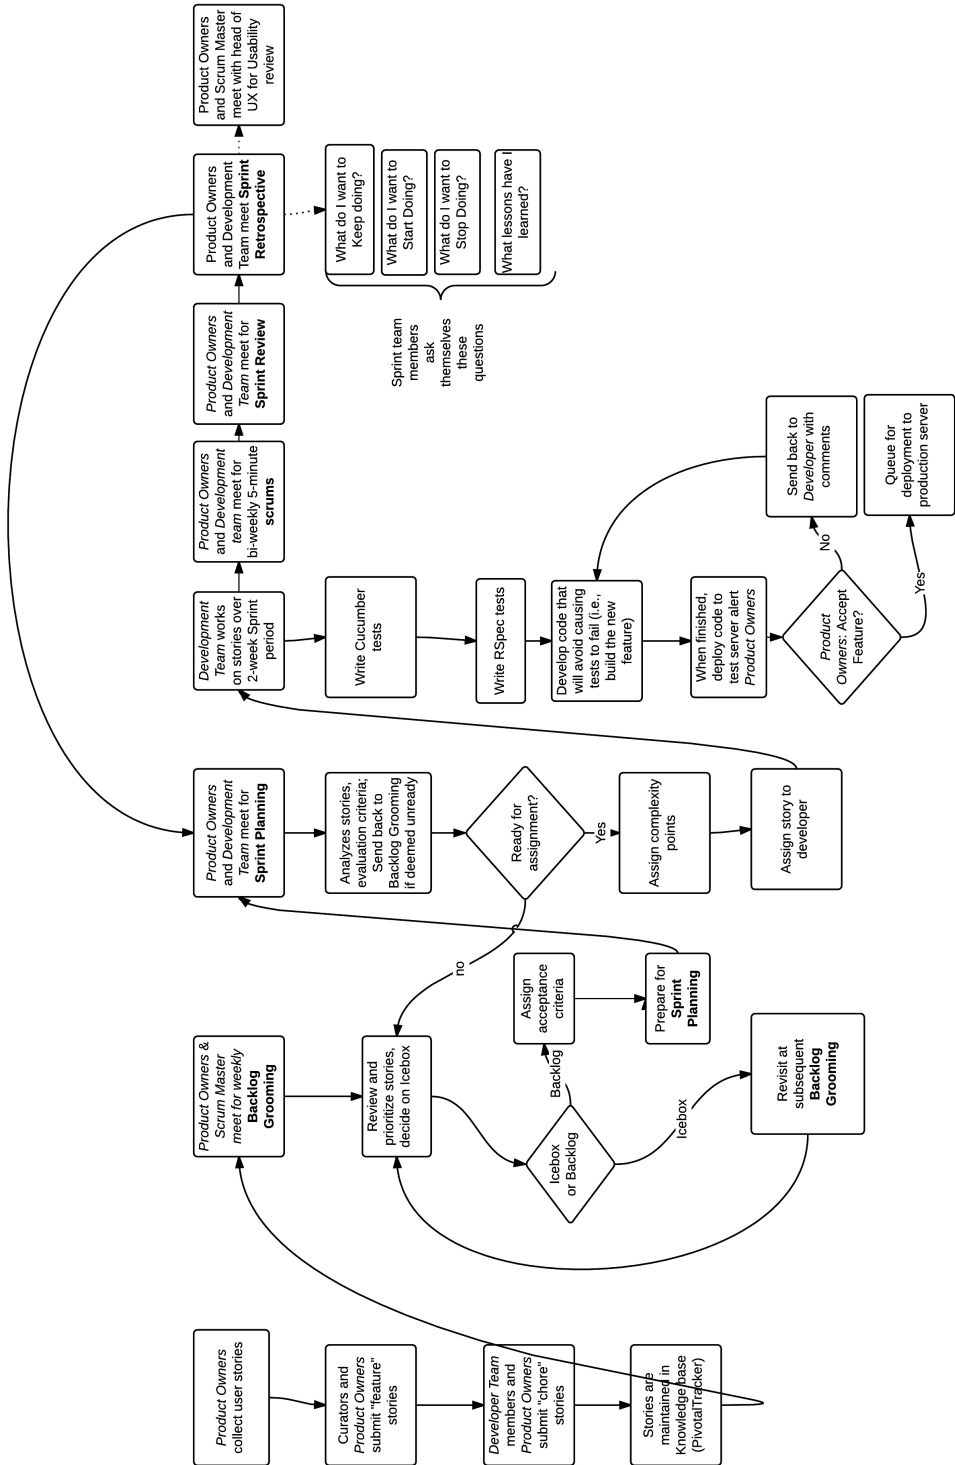 Product Owners
collect user stories
Curators and
Product Owners
submit "feature"
stories
Developer Team
members and
Product Owners
submit "chore"
stories
Stories are
maintained in
Knowledge base
(PivotalTracker)
Product Owners &
Scrum Master
meet for weekly
Backlog
Grooming
Review and
prioritize stories,
decide on Icebox
Icebox
or Backlog
Backlog
Icebox
Assign
acceptance
criteria
Prepare for
Sprint
Planning
Revisit at
subsequent
Backlog
Grooming
Product Owners
and Development
Team meet for
Sprint Planning
Analyzes stories,
evaluation criteria;
Send back to
Backlog Grooming
if deemed unready
Ready for
assignment?
no
Yes
Assign complexity
points
Assign story to
developer
Development
Team works
on stories over
2-week Sprint
period
Write Cucumber
tests
Write RSpec tests
Develop code that
will avoid causing
tests to fail (i.e.,
build the new
feature)
When finished,
deploy code to
test server alert
Product Owners
Product
Owners: Accept
Feature?
No
Yes
Send back to
Developer with
comments
Queue for
deployment to
production server
Product Owners
and Development
team meet for
bi-weekly 5-minute
scrums
Product Owners
and Development
Team meet for
Sprint Review
Product Owners
and Development
Team meet Sprint
Retrospective
What do I want to
Keep doing?
What do I want to
Start Doing?
What do I want to
Stop Doing?
What lessons have I
learned?
Sprint team
members
ask
themselves
these
questions
Product Owners
and Scrum Master
meet with head of
UX for Usability
review